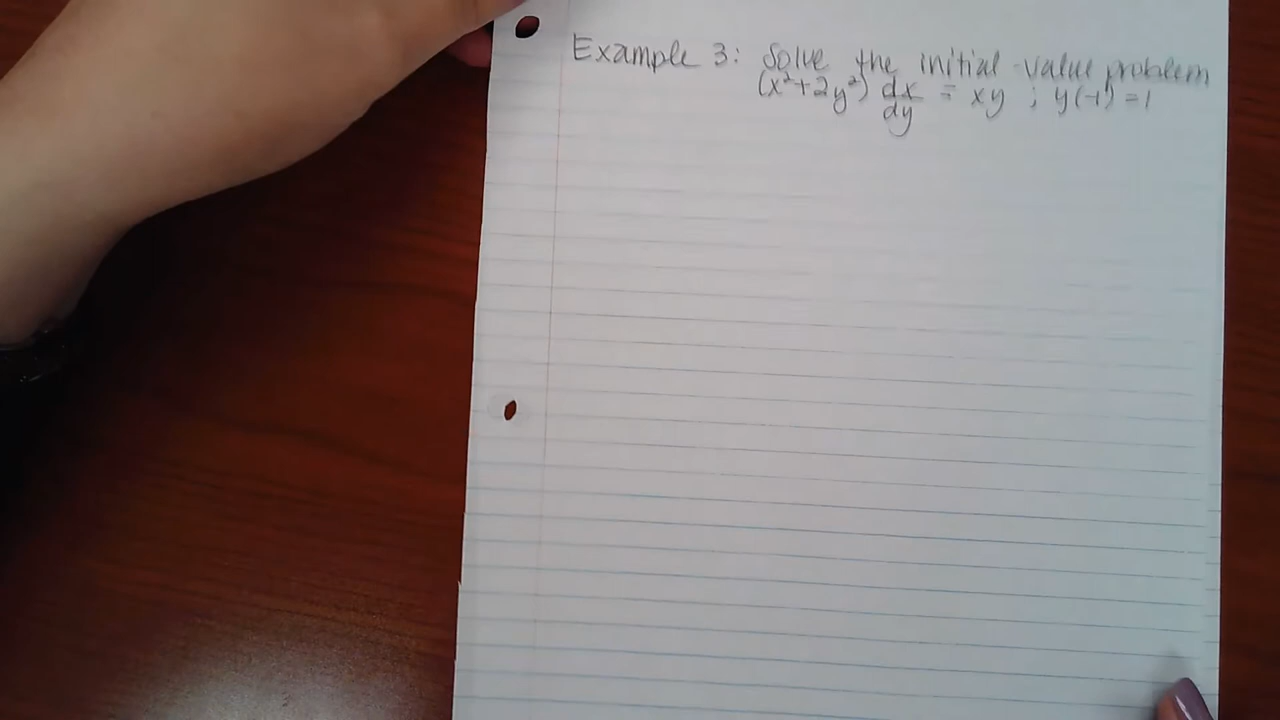 Example 3: Solve the initial-value problem
(x²+2y²) dx/dy = xy ; y(-1) = 1